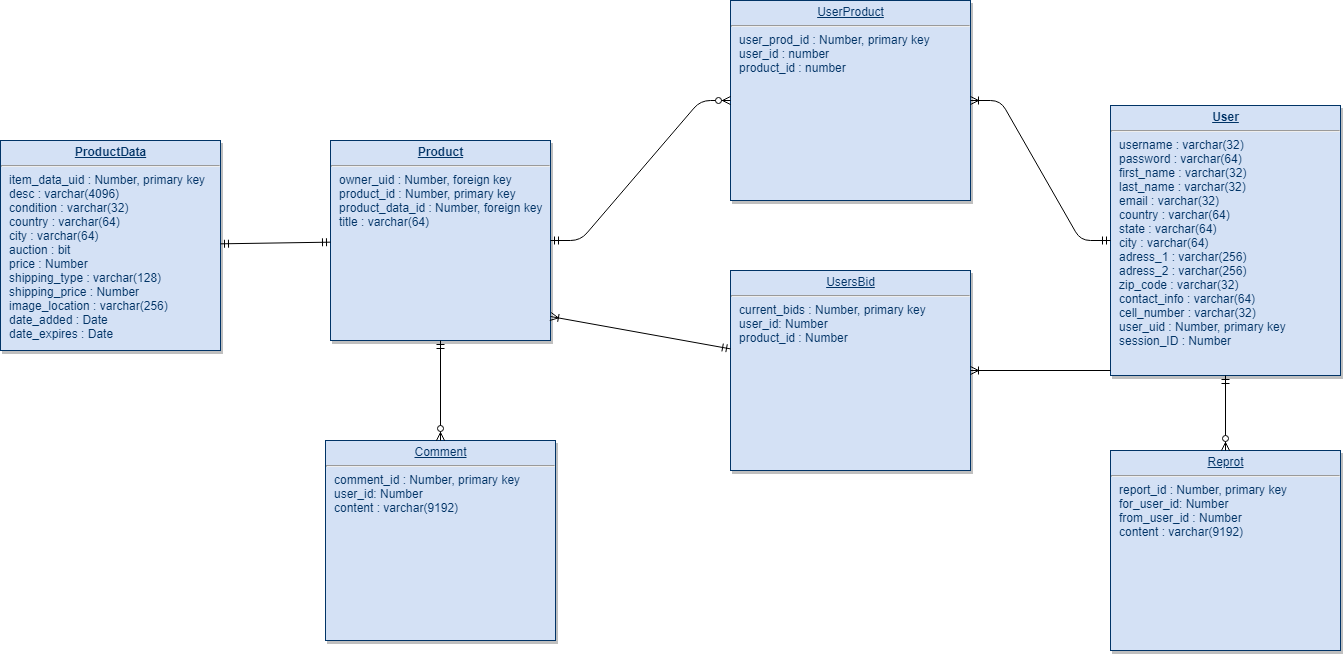 UserProduct
user_prod_id : Number, primary key
user_id : number
product_id : number
User
username : varchar(32)
password : varchar(64)
first_name : varchar(32)
last_name : varchar(32)
email : varchar(32)
country : varchar(64)
state : varchar(64)
city : varchar(64)
adress_1 : varchar(256)
adress_2 : varchar(256)
zip_code : varchar(32)
contact_info : varchar(64)
cell_number : varchar(32)
user_uid : Number, primary key
session_ID : Number
ProductData
item_data_uid : Number, primary key
desc : varchar(4096)
condition : varchar(32)
country : varchar(64)
city : varchar(64)
auction : bit
price : Number
shipping_type : varchar(128)
shipping_price : Number
image_location : varchar(256)
date_added : Date
date_expires : Date
Product
owner_uid : Number, foreign key
product_id : Number, primary key
product_data_id : Number, foreign key
title : varchar(64)
UsersBid
current_bids : Number, primary key
user_id: Number
product_id : Number
Comment
comment_id : Number, primary key
user_id: Number
content : varchar(9192)
Reprot
report_id : Number, primary key
for_user_id: Number
from_user_id : Number
content : varchar(9192)